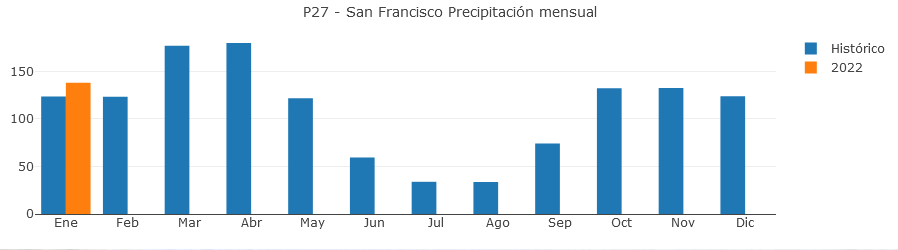 P27 - San Francisco Precipitación mensual
Histórico
2022
150
100
50
0
Ene Feb Mar Abr May Jun Jul Ago Sep Oct Nov Dic